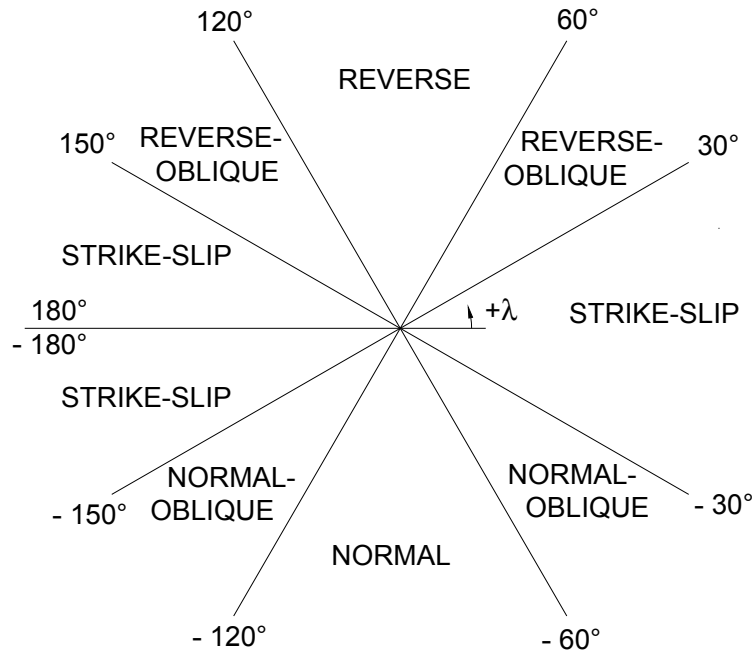 120°
60°
REVERSE
150°
REVERSE-
OBLIQUE
REVERSE-
OBLIQUE
30°
STRIKE-SLIP
180°
+λ
STRIKE-SLIP
- 180°
STRIKE-SLIP
NORMAL-
OBLIQUE
NORMAL-
OBLIQUE
- 150°
- 30°
NORMAL
- 120°
- 60°